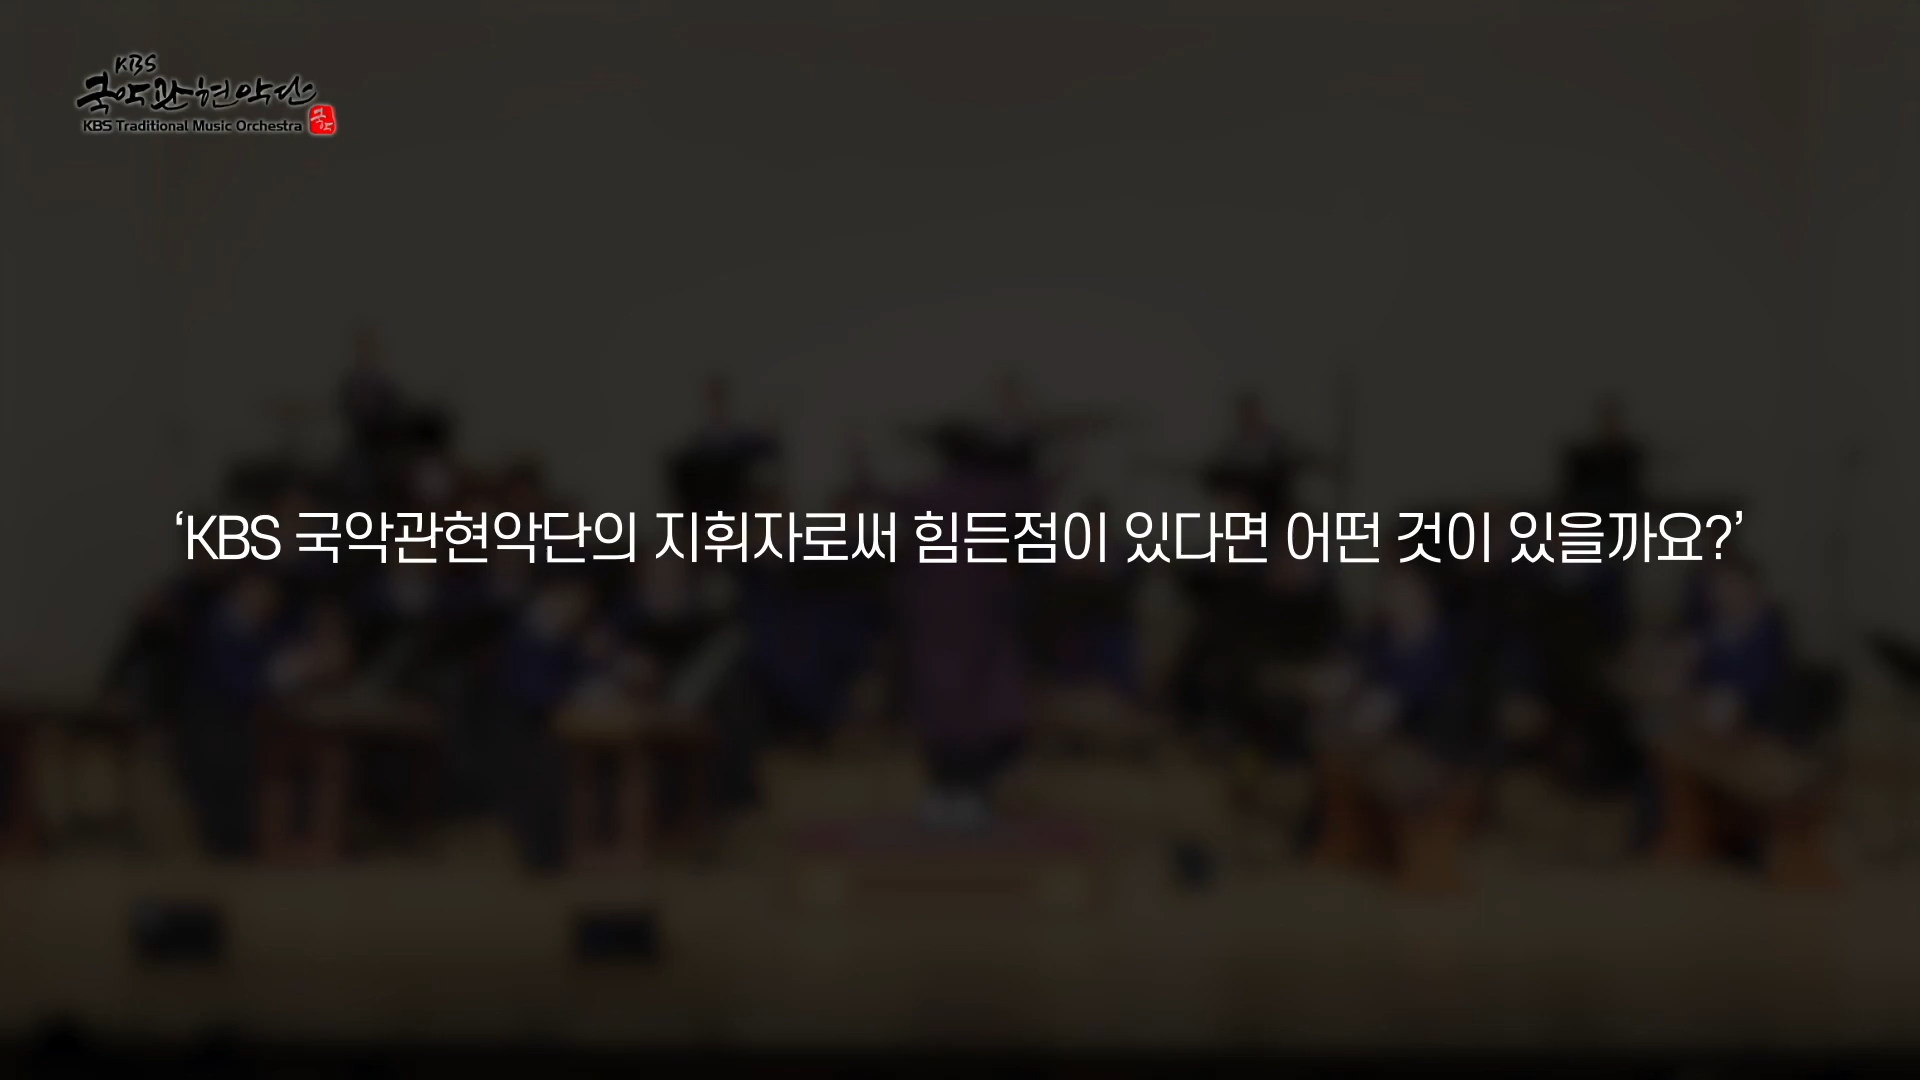 KBS
국악관현악단
KBS Traditional Music Orchestra
국악
‘KBS 국악관현악단의 지휘자로써 힘든점이 있다면 어떤 것이 있을까요?’